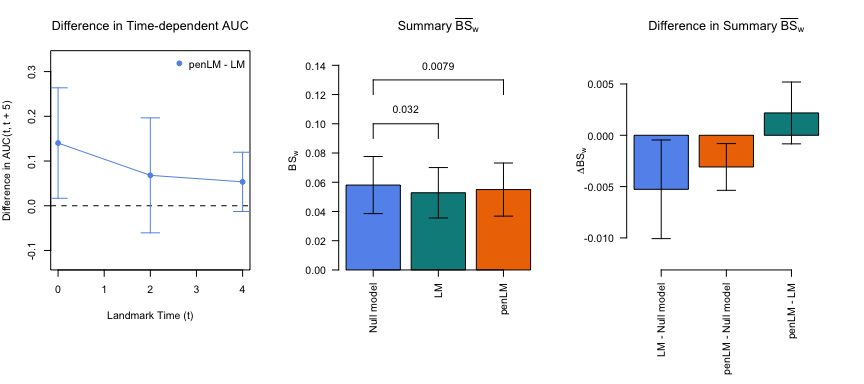 Difference in Time-dependent AUC
Difference in AUC(t, t + 5)
0.3
0.2
0.1
0.0
-0.1
penLM - LM
0
1
2
3
4
Landmark Time (t)
Summary BSw
BSw
0.14
0.12
0.10
0.08
0.06
0.04
0.02
0.00
0.0079
0.032
Null model
LM
penLM
Difference in Summary BSw
ΔBSw
0.005
0.000
-0.005
-0.010
LM - Null model
penLM - Null model
penLM - LM